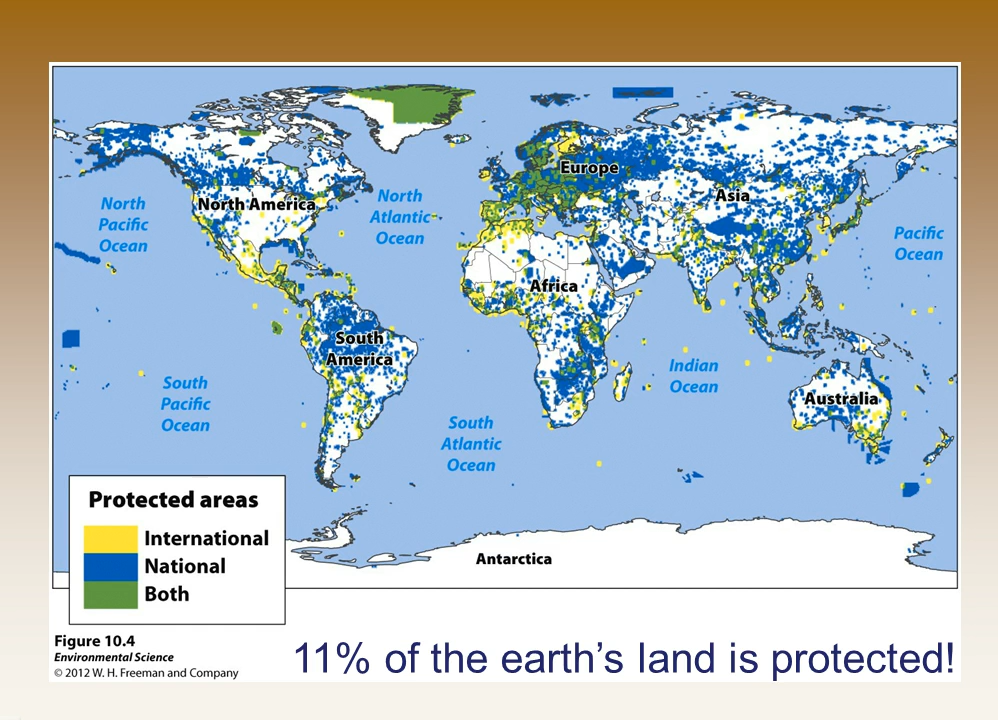 North
Pacific
Ocean
North America
North
Atlantic
Ocean
Europe
Asia
Pacific
Ocean
Africa
South
America
South
Pacific
Ocean
South
Atlantic
Ocean
Indian
Ocean
Australia
Antarctica
Protected areas
International
National
Both
Figure 10.4
Environmental Science
© 2012 W. H. Freeman and Company
11% of the earth’s land is protected!